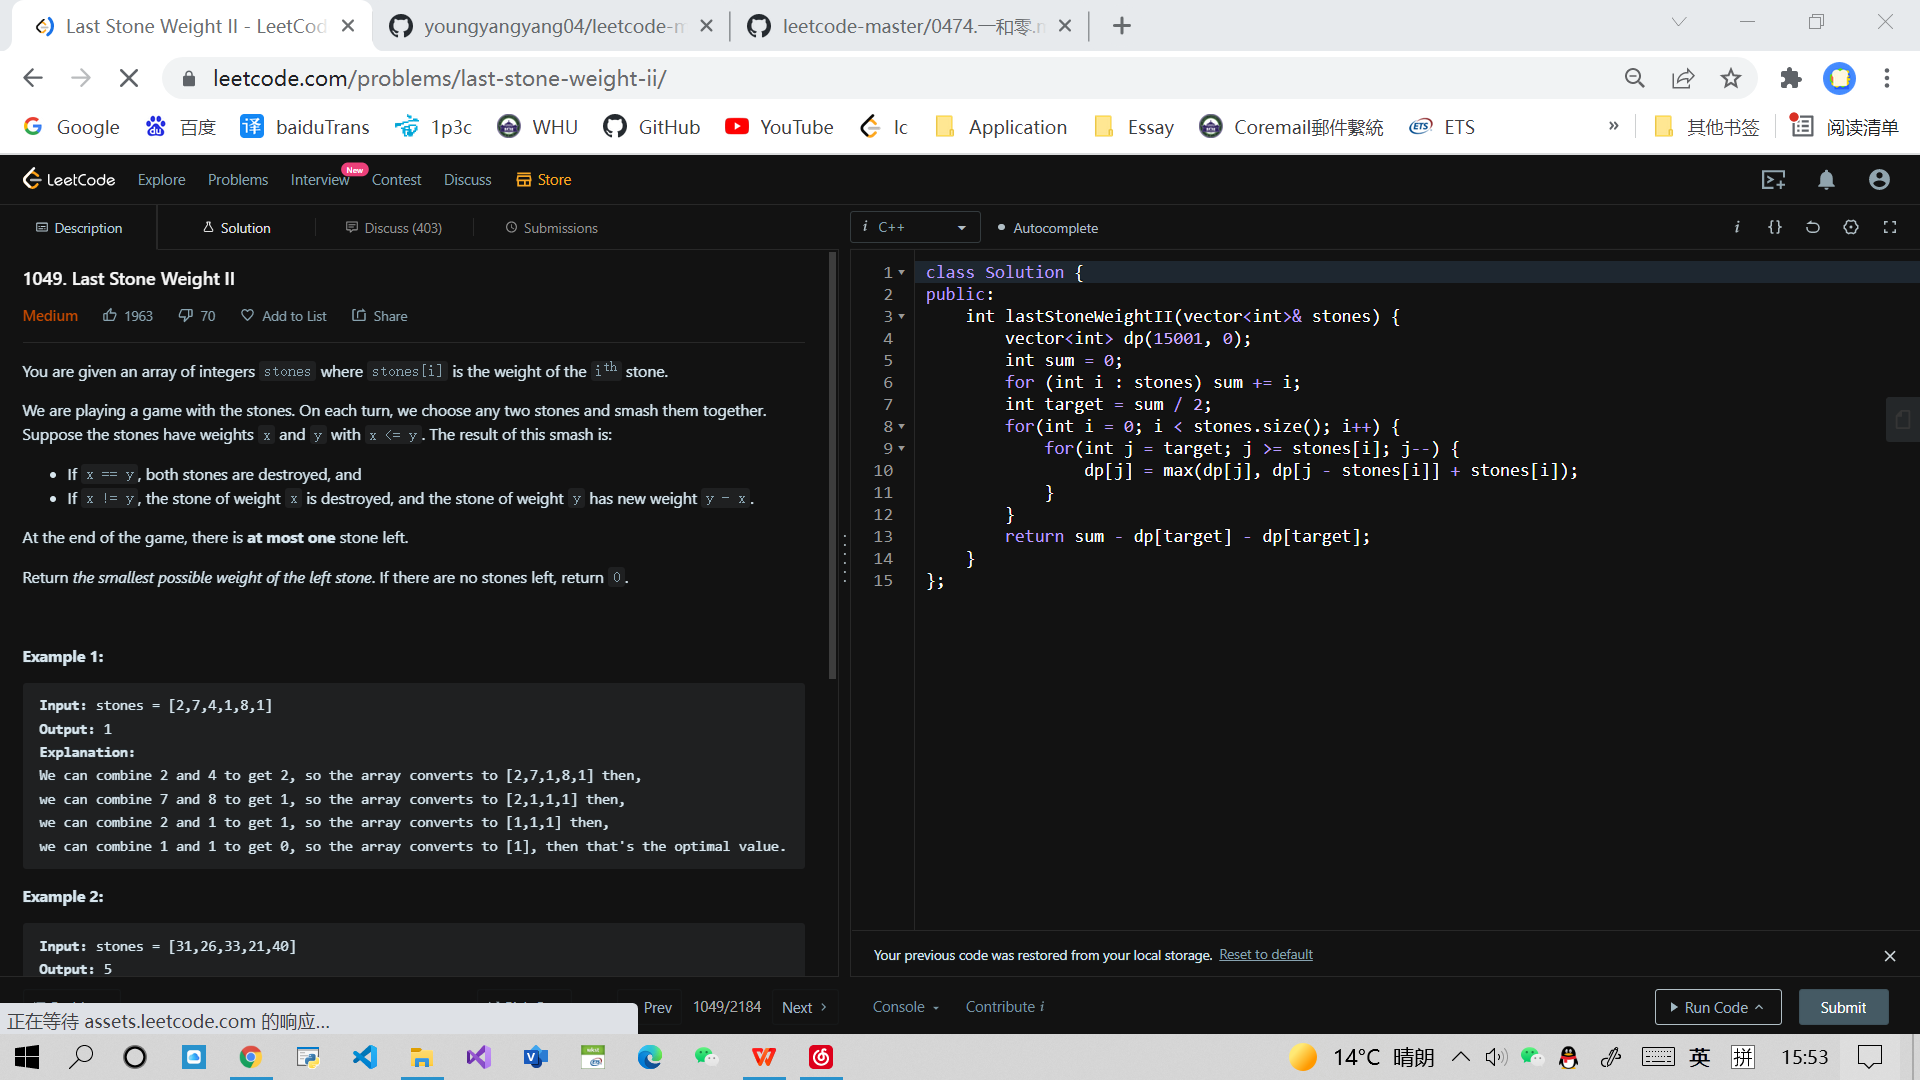 Last Stone Weight II - LeetCod
youngyangyang04/leetcode-m
leetcode-master/0474.一和零.m
leetcode.com/problems/last-stone-weight-ii/
Google 百度 baiduTrans 1p3c WHU GitHub YouTube lc Application Essay Coremail郵件繫統 ETS » 其他书签 阅读清单
LeetCode Explore Problems Interview New Contest Discuss Store
Description Solution Discuss (403) Submissions
i C++ Autocomplete
1049. Last Stone Weight II
Medium 1963 70 Add to List Share
You are given an array of integers stones where stones[i] is the weight of the ith stone.
We are playing a game with the stones. On each turn, we choose any two stones and smash them together.
Suppose the stones have weights x and y with x <= y. The result of this smash is:
• If x == y, both stones are destroyed, and
• If x != y, the stone of weight x is destroyed, and the stone of weight y has new weight y - x.
At the end of the game, there is at most one stone left.
Return the smallest possible weight of the left stone. If there are no stones left, return 0.
Example 1:
Input: stones = [2,7,4,1,8,1]
Output: 1
Explanation:
We can combine 2 and 4 to get 2, so the array converts to [2,7,1,8,1] then,
we can combine 7 and 8 to get 1, so the array converts to [2,1,1,1] then,
we can combine 2 and 1 to get 1, so the array converts to [1,1,1] then,
we can combine 1 and 1 to get 0, so the array converts to [1], then that's the optimal value.
Example 2:
Input: stones = [31,26,33,21,40]
Output: 5
1 class Solution {
2 public:
3     int lastStoneWeightII(vector<int>& stones) {
4         vector<int> dp(15001, 0);
5         int sum = 0;
6         for (int i : stones) sum += i;
7         int target = sum / 2;
8         for(int i = 0; i < stones.size(); i++) {
9             for(int j = target; j >= stones[i]; j--) {
10                 dp[j] = max(dp[j], dp[j - stones[i]] + stones[i]);
11             }
12         }
13         return sum - dp[target] - dp[target];
14     }
15 };
Your previous code was restored from your local storage. Reset to default
Prev 1049/2184 Next
Console Contribute i
Run Code
Submit
正在等待 assets.leetcode.com 的响应...
14°C 晴朗 英 拼 15:53